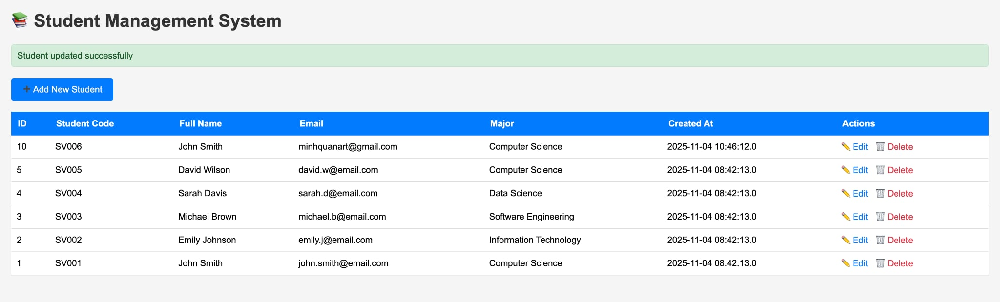 Student Management System
Student updated successfully
Add New Student
ID Student Code Full Name Email Major Created At Actions
10 SV006 John Smith minhquanart@gmail.com Computer Science 2025-11-04 10:46:12.0 Edit Delete
5 SV005 David Wilson david.w@email.com Computer Science 2025-11-04 08:42:13.0 Edit Delete
4 SV004 Sarah Davis sarah.d@email.com Data Science 2025-11-04 08:42:13.0 Edit Delete
3 SV003 Michael Brown michael.b@email.com Software Engineering 2025-11-04 08:42:13.0 Edit Delete
2 SV002 Emily Johnson emily.j@email.com Information Technology 2025-11-04 08:42:13.0 Edit Delete
1 SV001 John Smith john.smith@email.com Computer Science 2025-11-04 08:42:13.0 Edit Delete